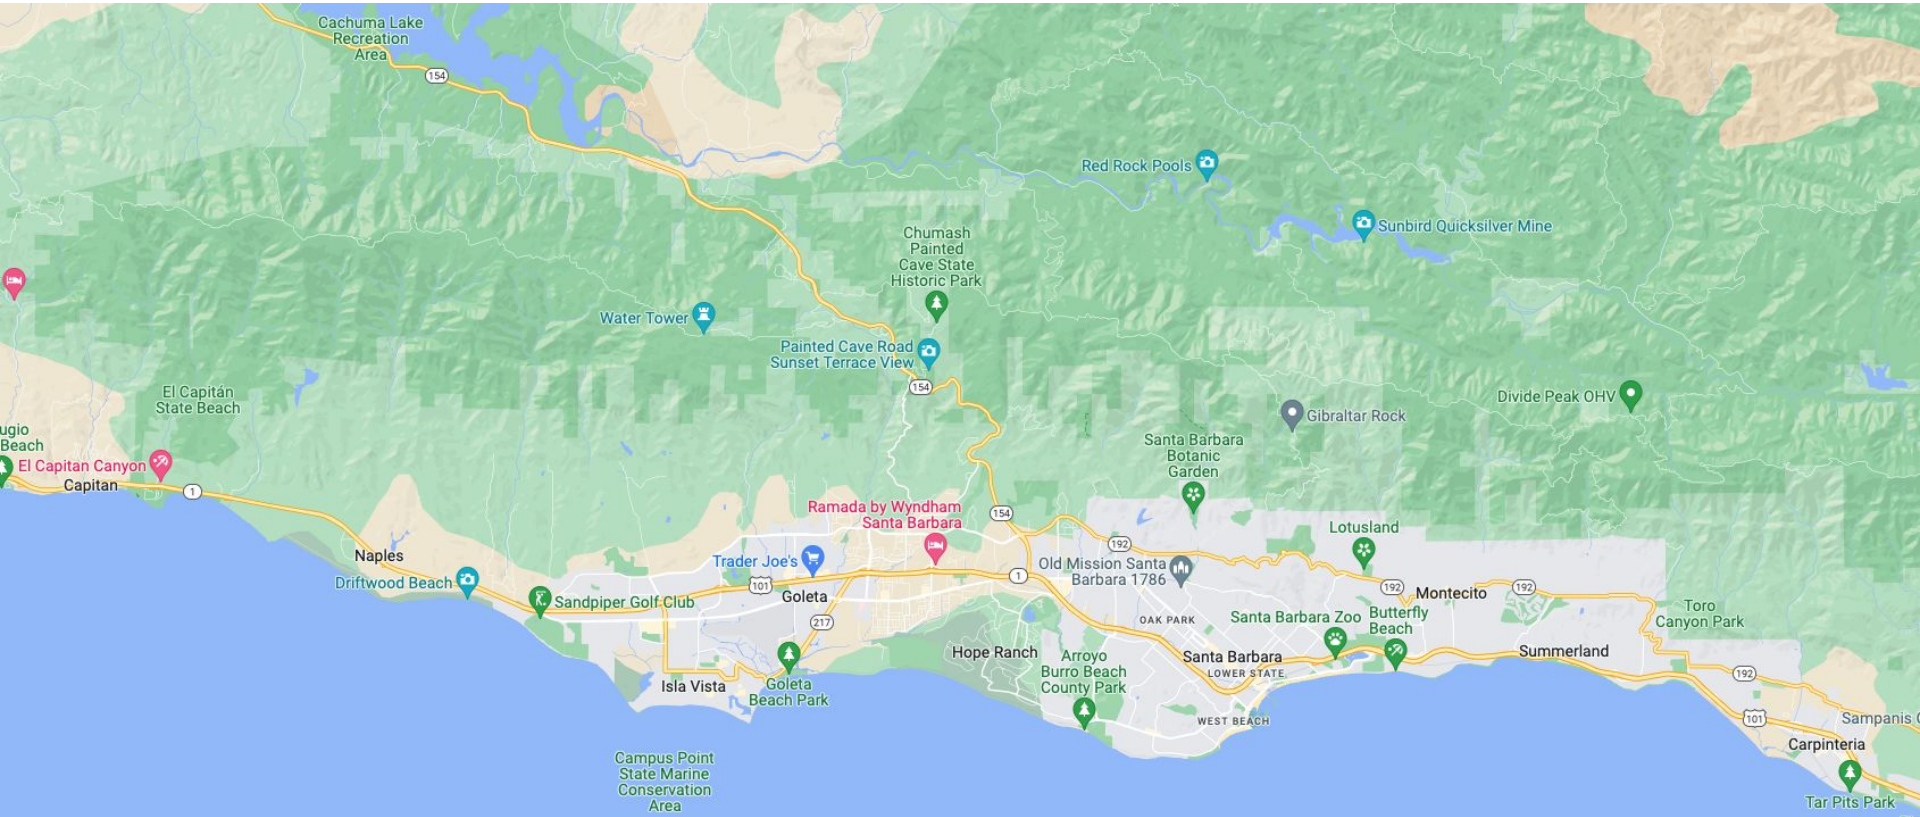 Cachuma Lake
Recreation
Area
154
Red Rock Pools
Sunbird Quicksilver Mine
Chumash
Painted
Cave State
Historic Park
Water Tower
Painted Cave Road
Sunset Terrace View
154
El Capitán
State Beach
Divide Peak OHV
Gibraltar Rock
ugio
Beach
Santa Barbara
Botanic
Garden
El Capitan Canyon
Capitan
1
Ramada by Wyndham
Santa Barbara
154
Lotusland
192
Naples
Trader Joe's
Old Mission Santa
Barbara 1786
1
Driftwood Beach
101
192
192
Montecito
Goleta
Sandpiper Golf Club
217
OAK PARK
Santa Barbara Zoo
Butterfly
Beach
Toro
Canyon Park
Hope Ranch
Arroyo
Burro Beach
County Park
Santa Barbara
LOWER STATE
Summerland
192
Isla Vista
Goleta
Beach Park
WEST BEACH
101
Sampanis
Carpinteria
Campus Point
State Marine
Conservation
Area
Tar Pits Park